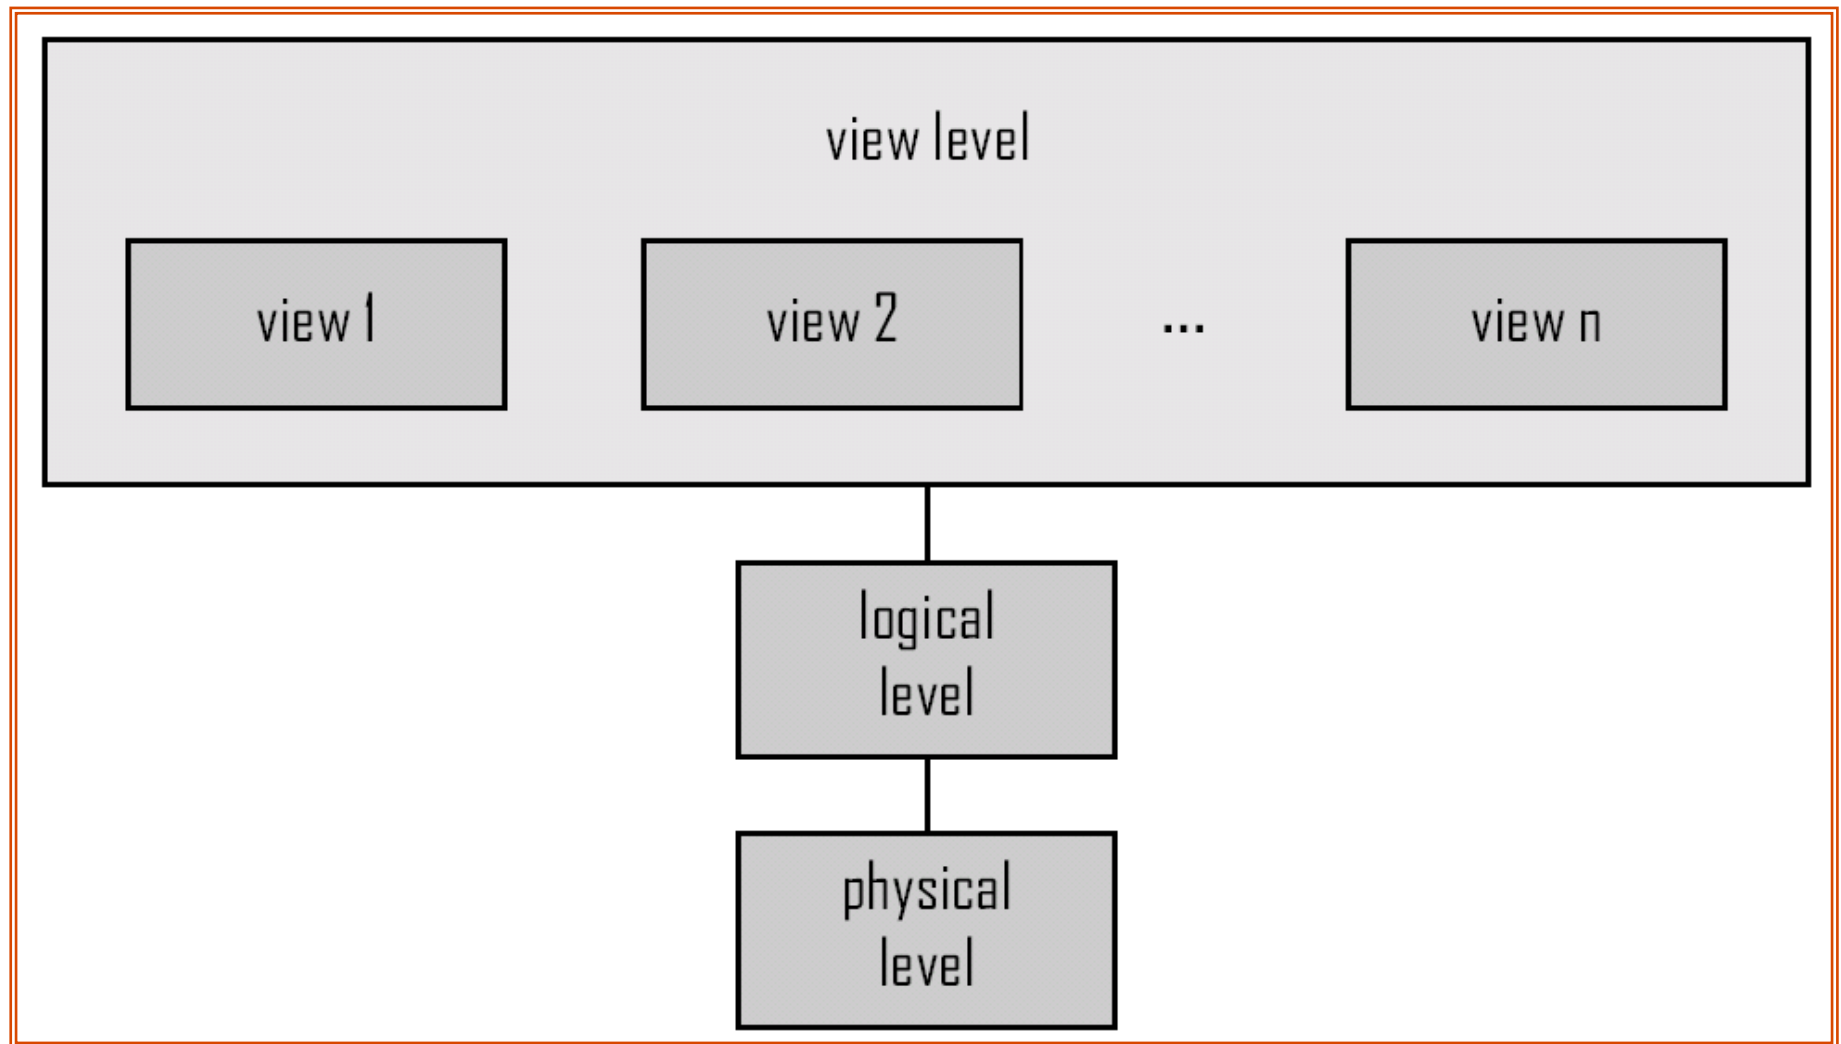 view level
view 1
view 2
...
view n
logical
level
physical
level